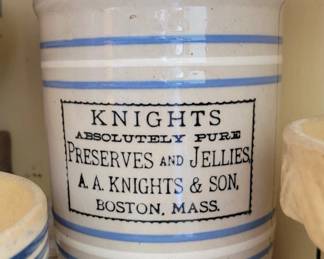 KNIGHTS
ABSOLUTELY PURE
PRESERVES AND JELLIES,
A. A. KNIGHTS & SON,
BOSTON, MASS.